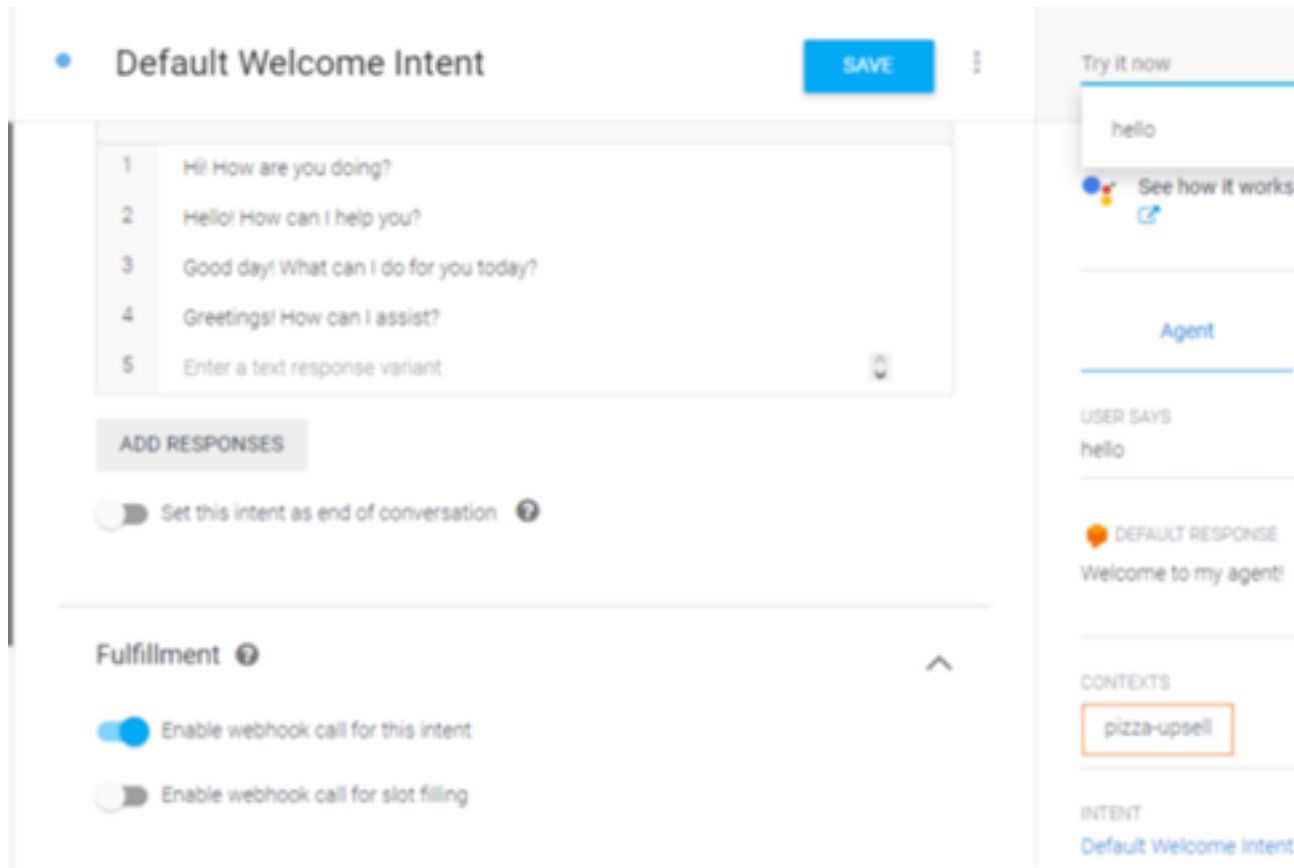 Default Welcome Intent
SAVE
1 Hi! How are you doing?
2 Hello! How can I help you?
3 Good day! What can I do for you today?
4 Greetings! How can I assist?
5 Enter a text response variant
ADD RESPONSES
Set this intent as end of conversation
Fulfillment
Enable webhook call for this intent
Enable webhook call for slot filling
Try it now
hello
See how it works
Agent
USER SAYS
hello
DEFAULT RESPONSE
Welcome to my agent!
CONTEXTS
pizza-upsell
INTENT
Default Welcome Intent